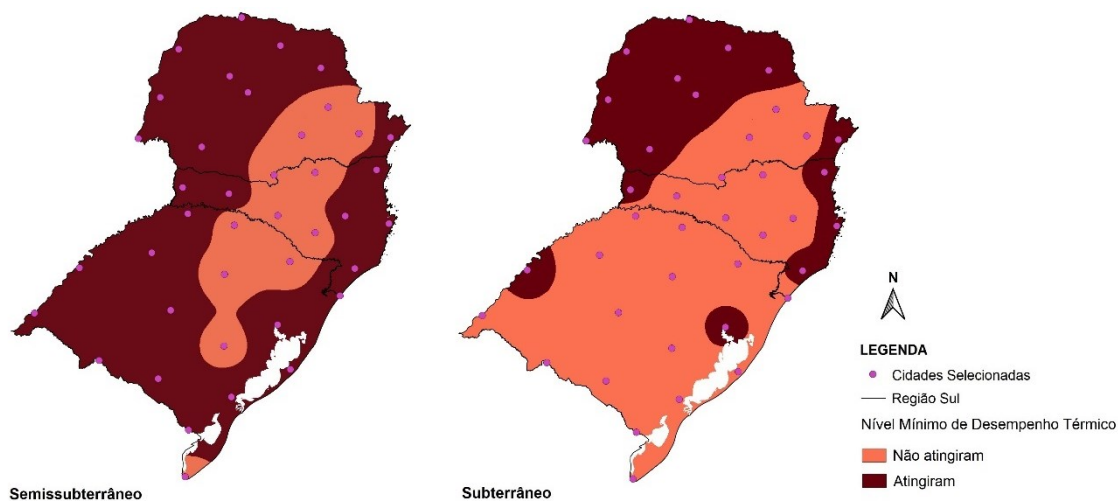 Semissubterrâneo
Subterrâneo
N
LEGENDA
Cidades Selecionadas
Região Sul
Nível Mínimo de Desempenho Térmico
Não atingiram
Atingiram